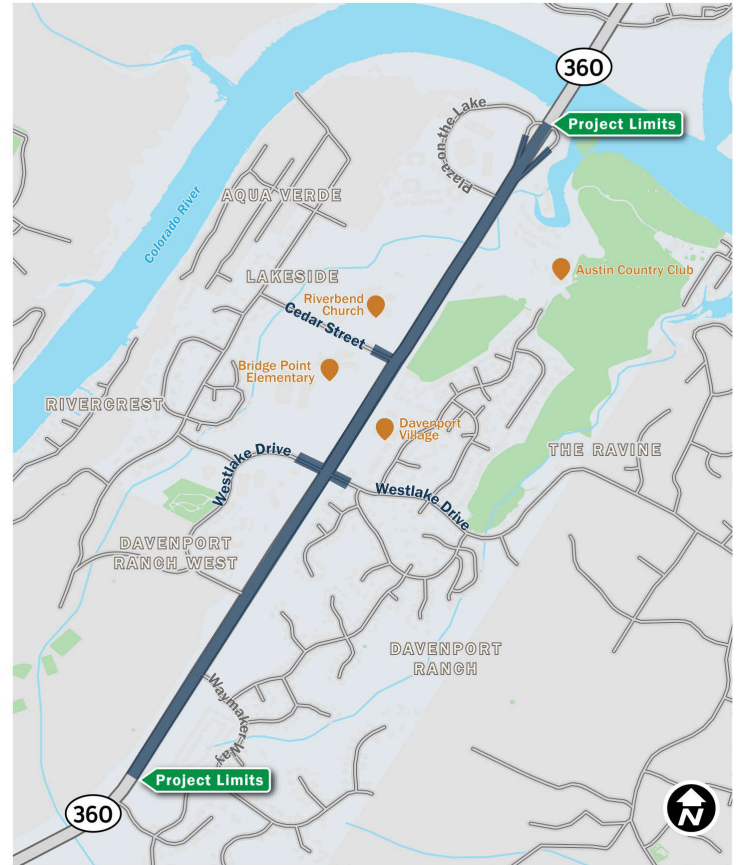 360
Project Limits
Plaza on the Lake
AQUA VERDE
Colorado River
Austin Country Club
LAKESIDE
Riverbend
Church
Cedar Street
Bridge Point
Elementary
RIVERCREST
Davenport
Village
THE RAVINE
Westlake Drive
Westlake Drive
DAVENPORT
RANCH WEST
DAVENPORT
RANCH
Waymaker Way
Project Limits
360
N